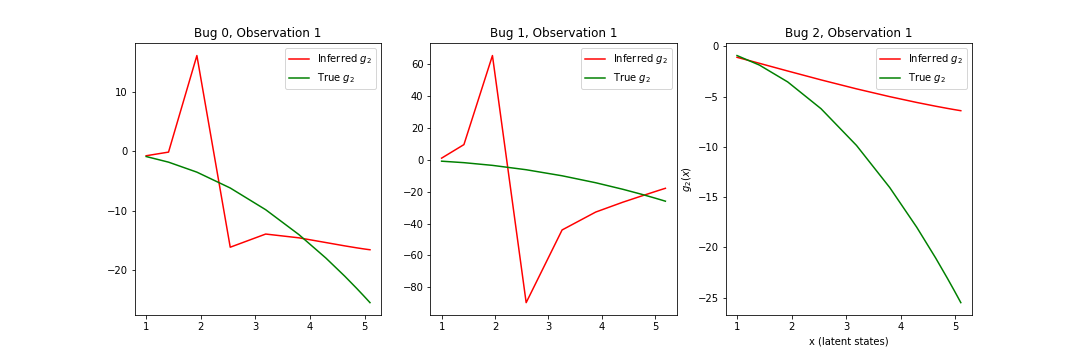 Bug 0, Observation 1
Inferred g₂
True g₂
10
0
−10
−20
1 2 3 4 5
Bug 1, Observation 1
Inferred g₂
True g₂
60
40
20
0
−20
−40
−60
−80
1 2 3 4 5
Bug 2, Observation 1
Inferred g₂
True g₂
g₂(x)
0
−5
−10
−15
−20
−25
1 2 3 4 5
x (latent states)